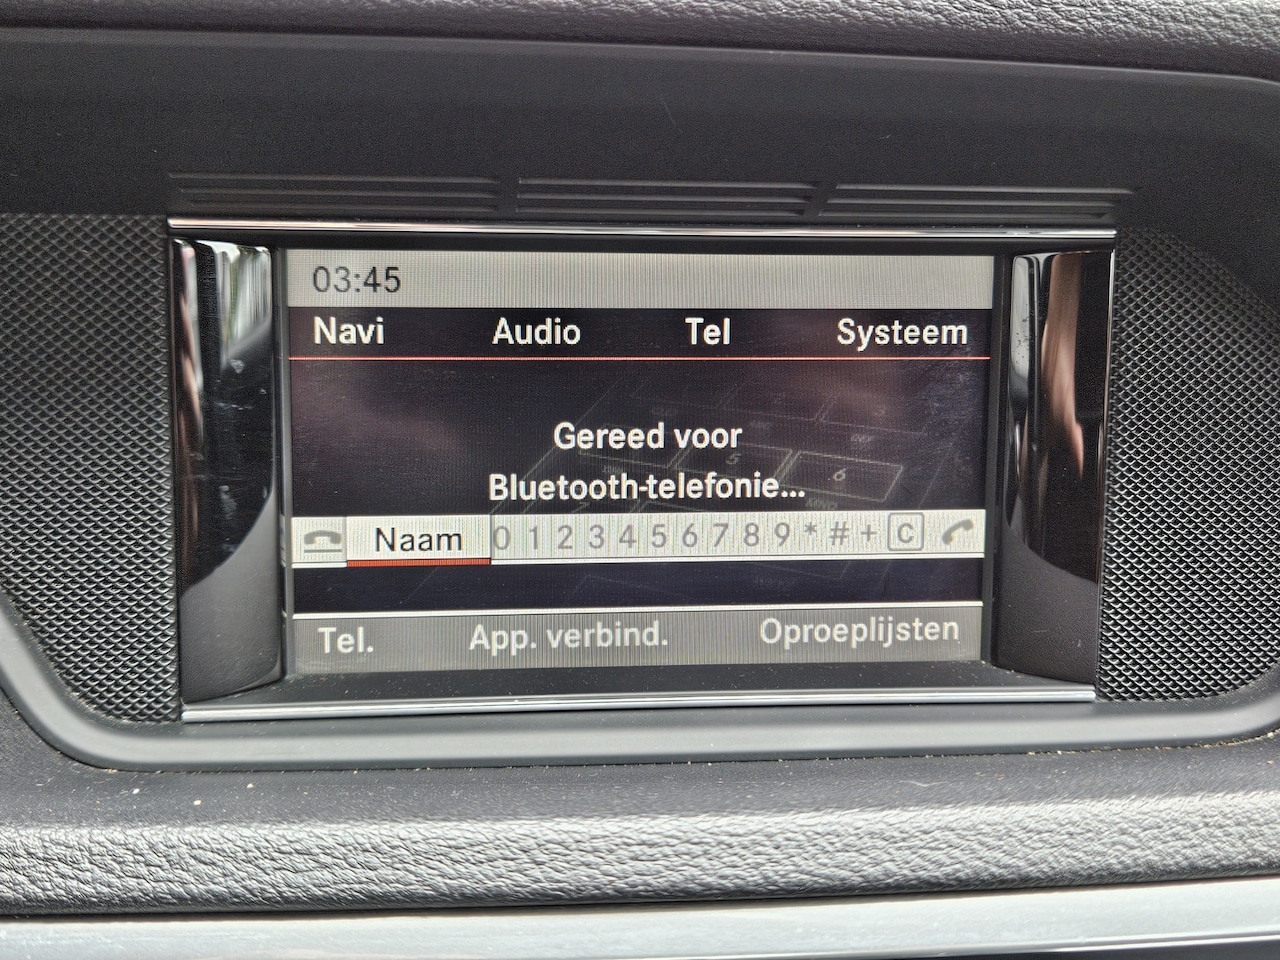 03:45
Navi Audio Tel Systeem
Gereed voor
Bluetooth-telefonie...
Naam 0 1 2 3 4 5 6 7 8 9 * # + C
Tel. App. verbind. Oproeplijsten